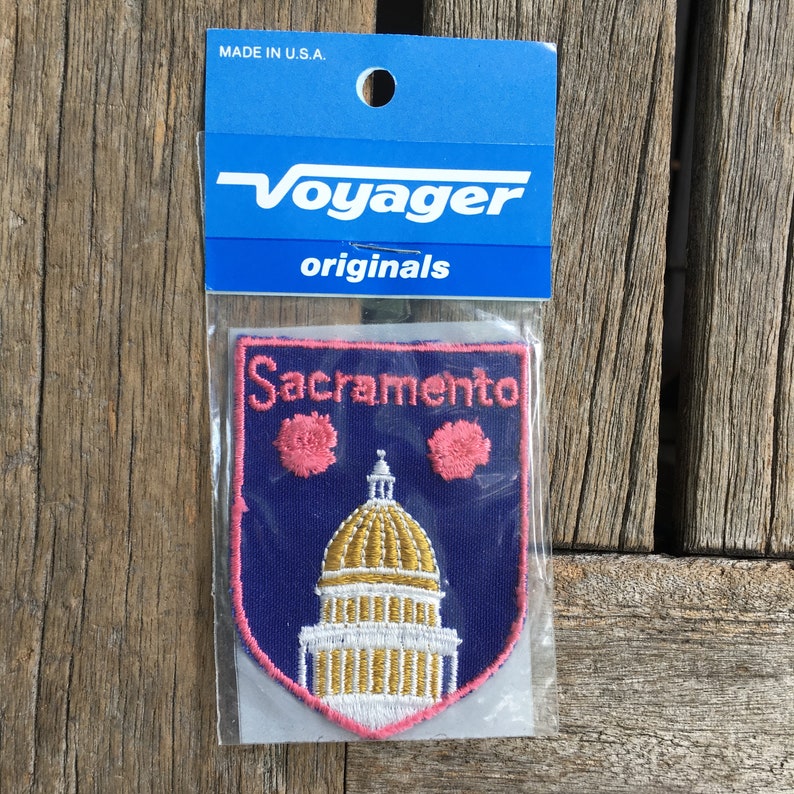 MADE IN U.S.A.
Voyager
originals
Sacramento